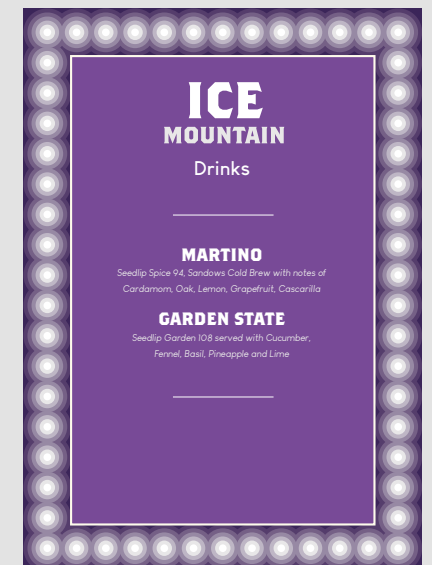 ICE
MOUNTAIN
Drinks
MARTINO
Seedlip Spice 94, Sandows Cold Brew with notes of
Cardamom, Oak, Lemon, Grapefruit, Cascarilla
GARDEN STATE
Seedlip Garden 108 served with Cucumber,
Fennel, Basil, Pineapple and Lime